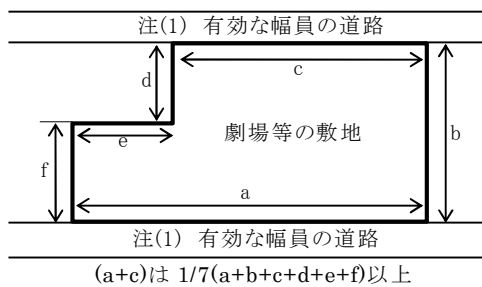 注(1) 有効な幅員の道路
c
d
e
劇場等の敷地
b
f
a
注(1) 有効な幅員の道路
(a+c)は 1/7(a+b+c+d+e+f)以上